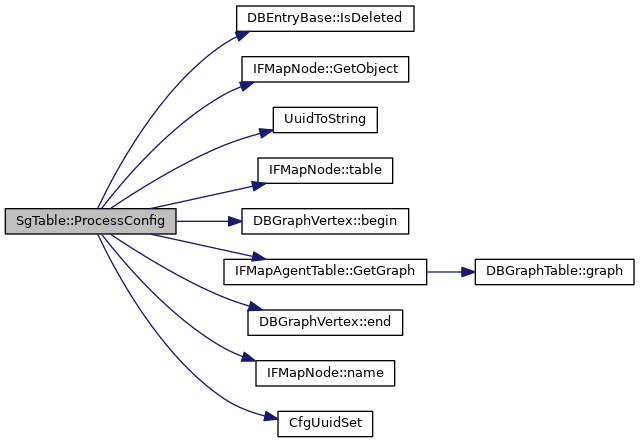 DBEntryBase::IsDeleted
IFMapNode::GetObject
UuidToString
IFMapNode::table
SgTable::ProcessConfig
DBGraphVertex::begin
IFMapAgentTable::GetGraph
DBGraphTable::graph
DBGraphVertex::end
IFMapNode::name
CfgUuidSet